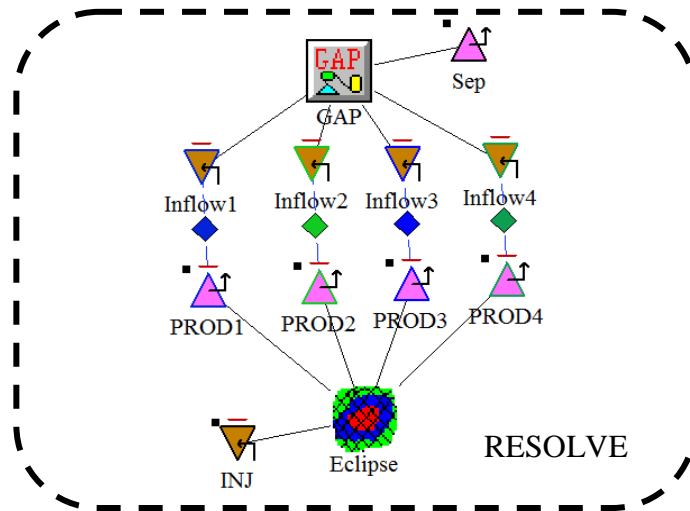 GAP
Sep
GAP
Inflow1 Inflow2 Inflow3 Inflow4
PROD1 PROD2 PROD3 PROD4
RESOLVE
Eclipse
INJ